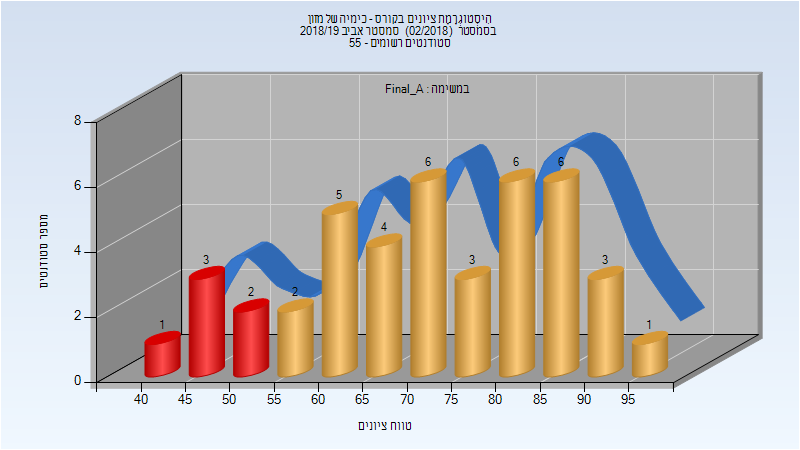 היסטוגרמת ציונים בקורס - כימיה של מזון
בסמסטר (02/2018) סמסטר אביב 2018/19
סטודנטים רשומים - 55
במשימה : Final_A
מספר סטודנטים
8
6
4
2
0
1
3
2
2
5
4
6
3
6
6
3
1
40 45 50 55 60 65 70 75 80 85 90 95
טווח ציונים